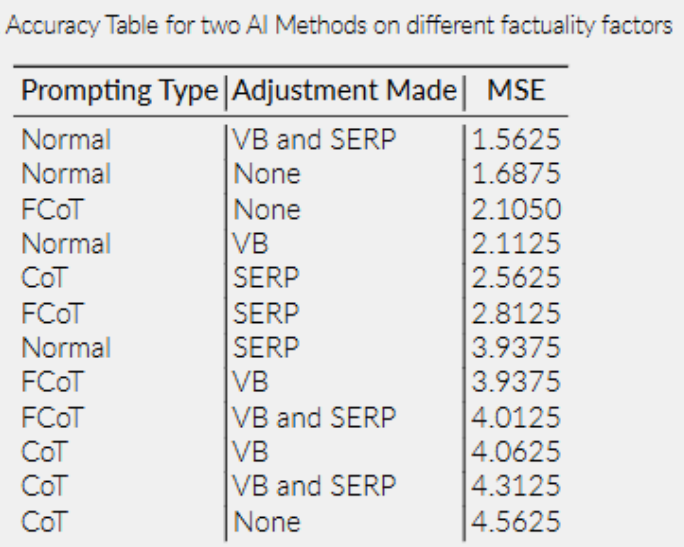 Accuracy Table for two AI Methods on different factuality factors
Prompting Type Adjustment Made MSE
Normal VB and SERP 1.5625
Normal None 1.6875
FCoT None 2.1050
Normal VB 2.1125
CoT SERP 2.5625
FCoT SERP 2.8125
Normal SERP 3.9375
FCoT VB 3.9375
FCoT VB and SERP 4.0125
CoT VB 4.0625
CoT VB and SERP 4.3125
CoT None 4.5625